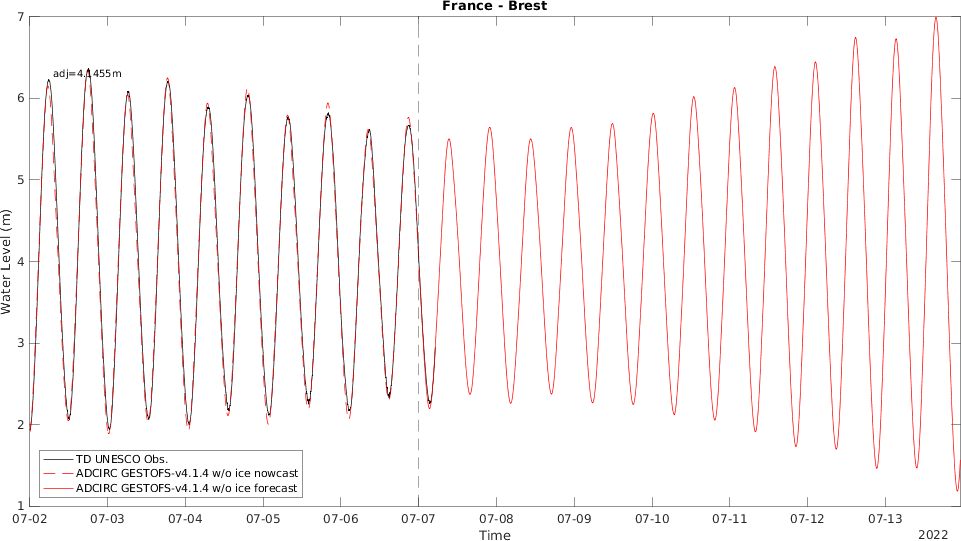 France - Brest
adj=4.1455m
Water Level (m)
7
6
5
4
3
2
1
TD UNESCO Obs.
ADCIRC GESTOFS-v4.1.4 w/o ice nowcast
ADCIRC GESTOFS-v4.1.4 w/o ice forecast
07-02 07-03 07-04 07-05 07-06 07-07 07-08 07-09 07-10 07-11 07-12 07-13
Time
2022